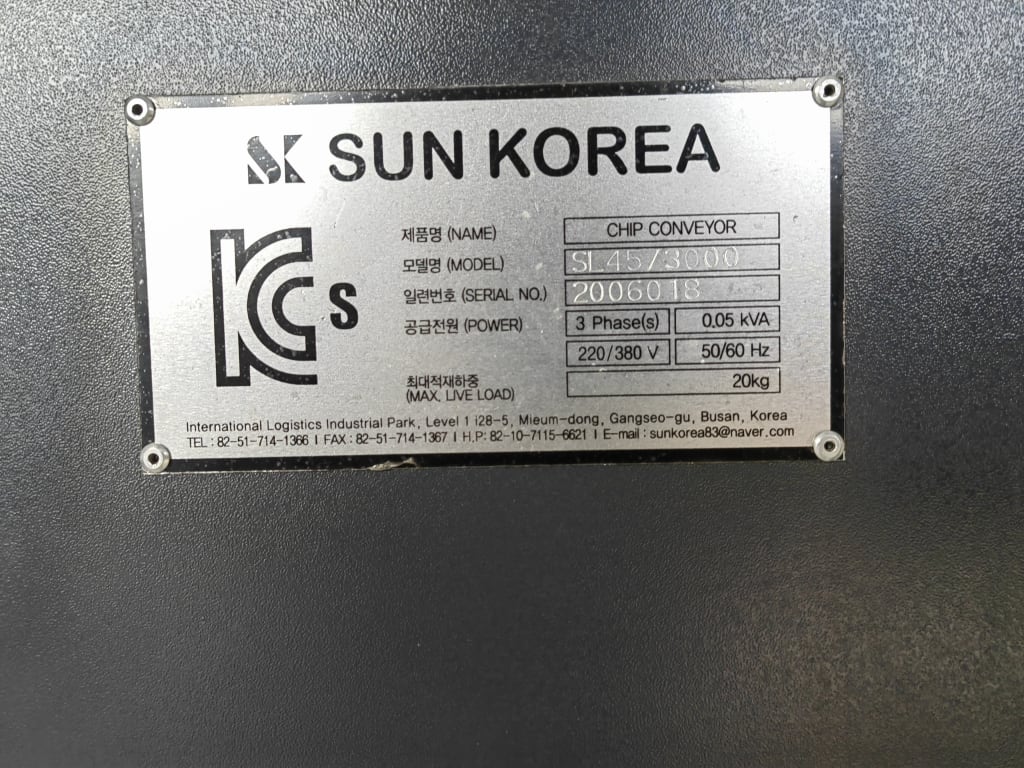 SK SUN KOREA
KCs
제품명 (NAME) CHIP CONVEYOR
모델명 (MODEL) SL45/3000
일련번호 (SERIAL NO.) 2006018
공급전원 (POWER) 3 Phase(s) 0.05 kVA
220/380 V 50/60 Hz
최대적재하중 20kg
(MAX. LIVE LOAD)
International Logistics Industrial Park, Level 1 i28-5, Mieum-dong, Gangseo-gu, Busan, Korea
TEL : 82-51-714-1366 I FAX : 82-51-714-1367 I H.P: 82-10-7115-6621 I E-mail : sunkorea83@naver.com